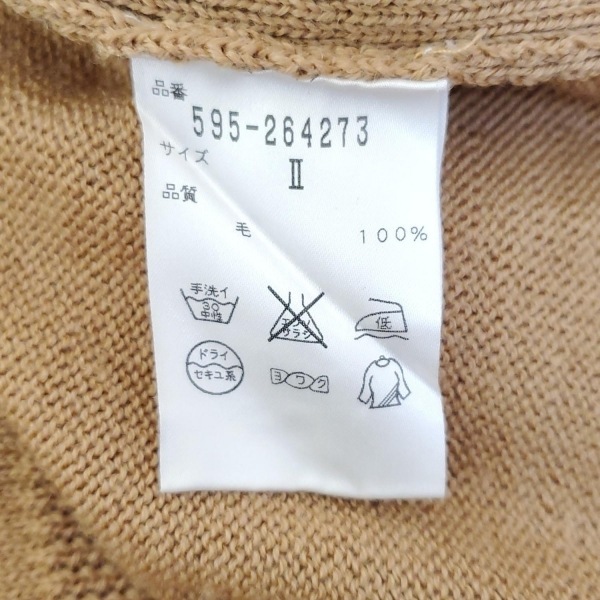 品番
595-264273
サイズ
Ⅱ
品質
毛 100%
手洗イ
30
中性
エンソ
サラシ
低
ドライ
セキユ系
ヨワク